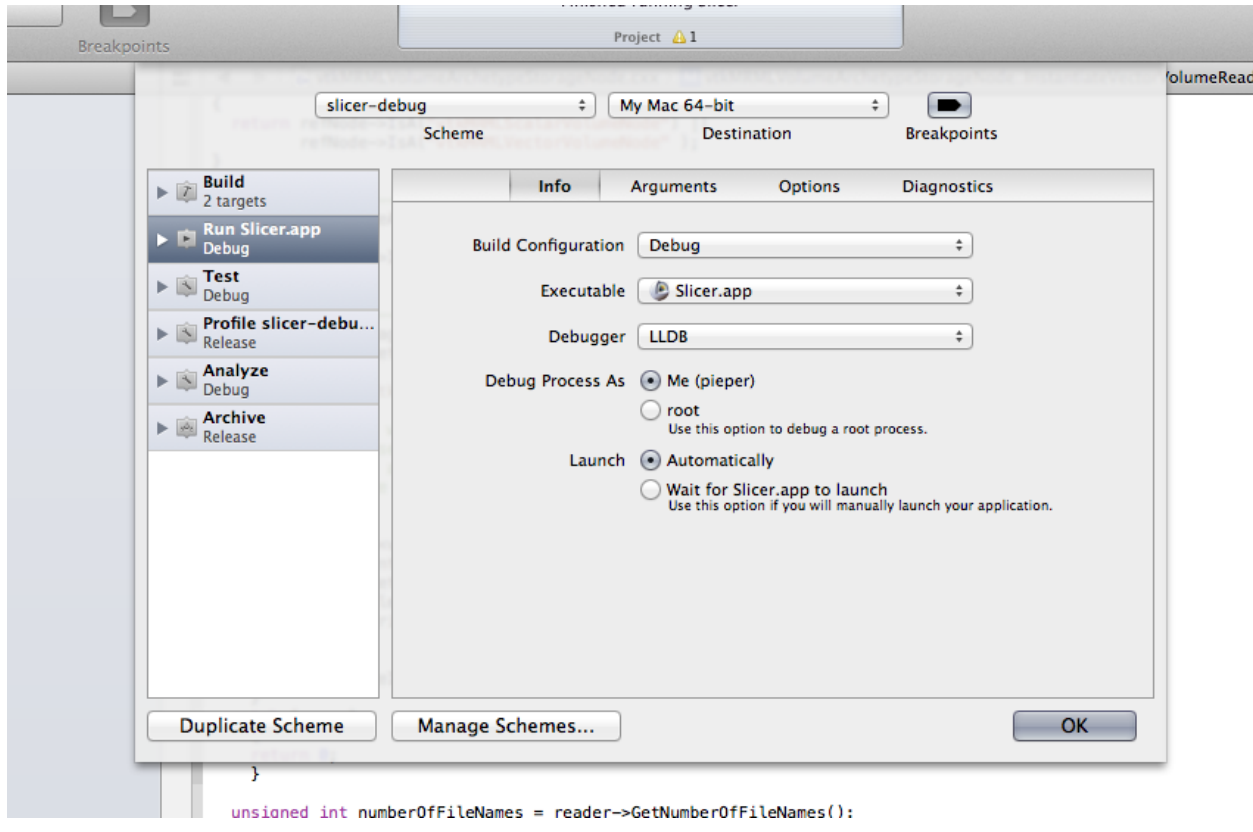 Finished running Slicer
Breakpoints
Project 1
VolumeRead
slicer-debug
My Mac 64-bit
Scheme
Destination
Breakpoints
Build
2 targets
Run Slicer.app
Debug
Test
Debug
Profile slicer-debu...
Release
Analyze
Debug
Archive
Release
Info
Arguments
Options
Diagnostics
Build Configuration
Debug
Executable
Slicer.app
Debugger
LLDB
Debug Process As
Me (pieper)
root
Use this option to debug a root process.
Launch
Automatically
Wait for Slicer.app to launch
Use this option if you will manually launch your application.
Duplicate Scheme
Manage Schemes...
OK
}
unsigned int numberOfFileNames = reader->GetNumberOfFileNames();